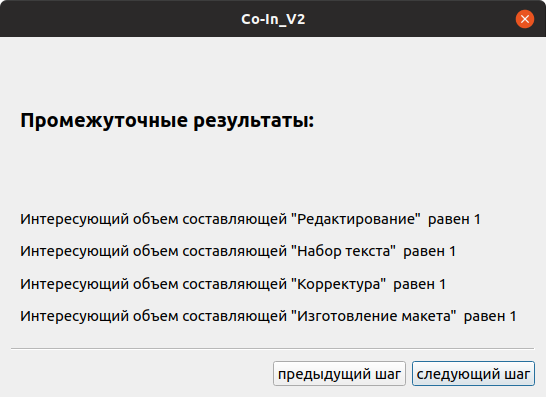 Co-In_V2
Промежуточные результаты:
Интересующий объем составляющей "Редактирование"  равен 1
Интересующий объем составляющей "Набор текста"  равен 1
Интересующий объем составляющей "Корректура"  равен 1
Интересующий объем составляющей "Изготовление макета"  равен 1
предыдущий шаг следующий шаг